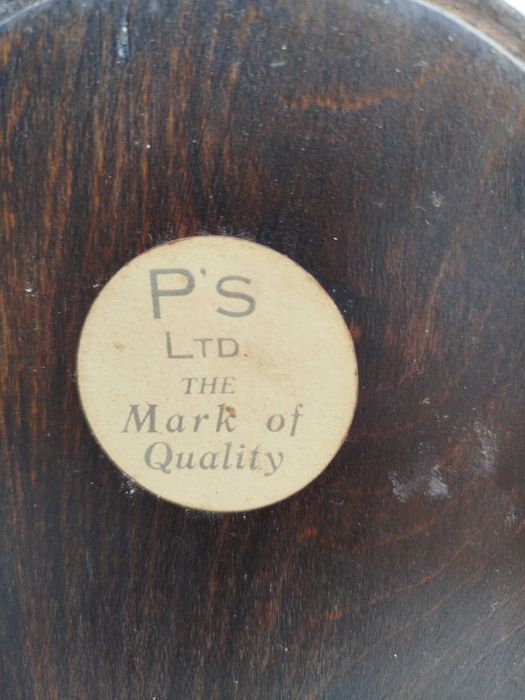 P'S
LTD.
THE
Mark of
Quality